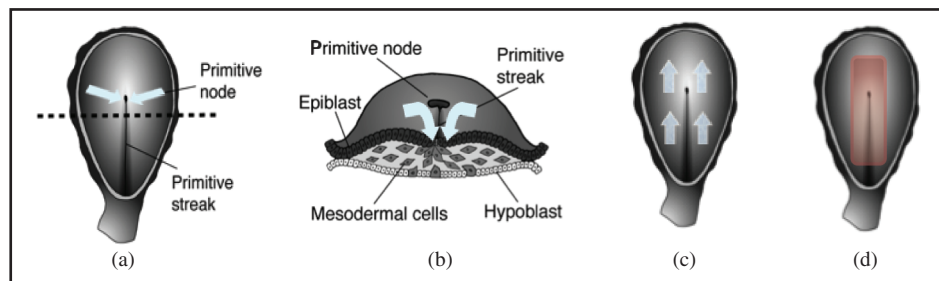 Primitive
node
Primitive
streak
(a)
Primitive node
Primitive
streak
Epiblast
Mesodermal cells
Hypoblast
(b)
(c)
(d)